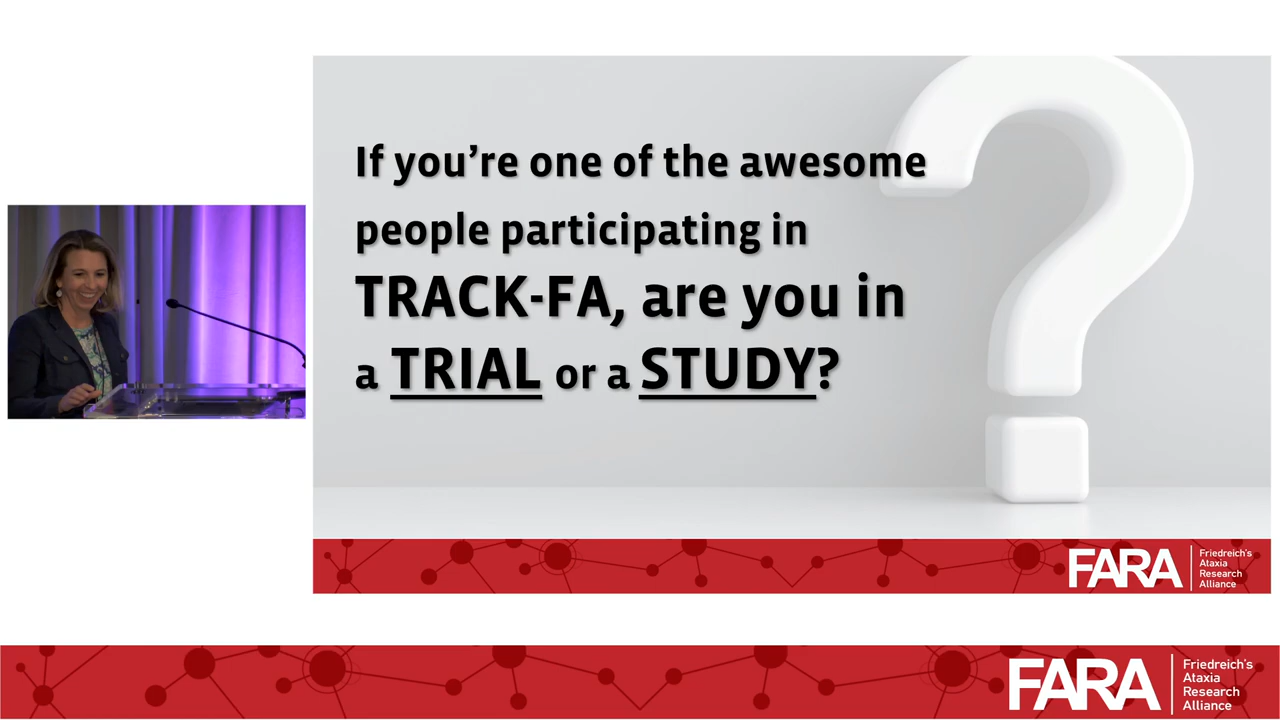 If you're one of the awesome
people participating in
TRACK-FA, are you in
a TRIAL or a STUDY?
FARA
Friedreich's
Ataxia
Research
Alliance
FARA
Friedreich's
Ataxia
Research
Alliance